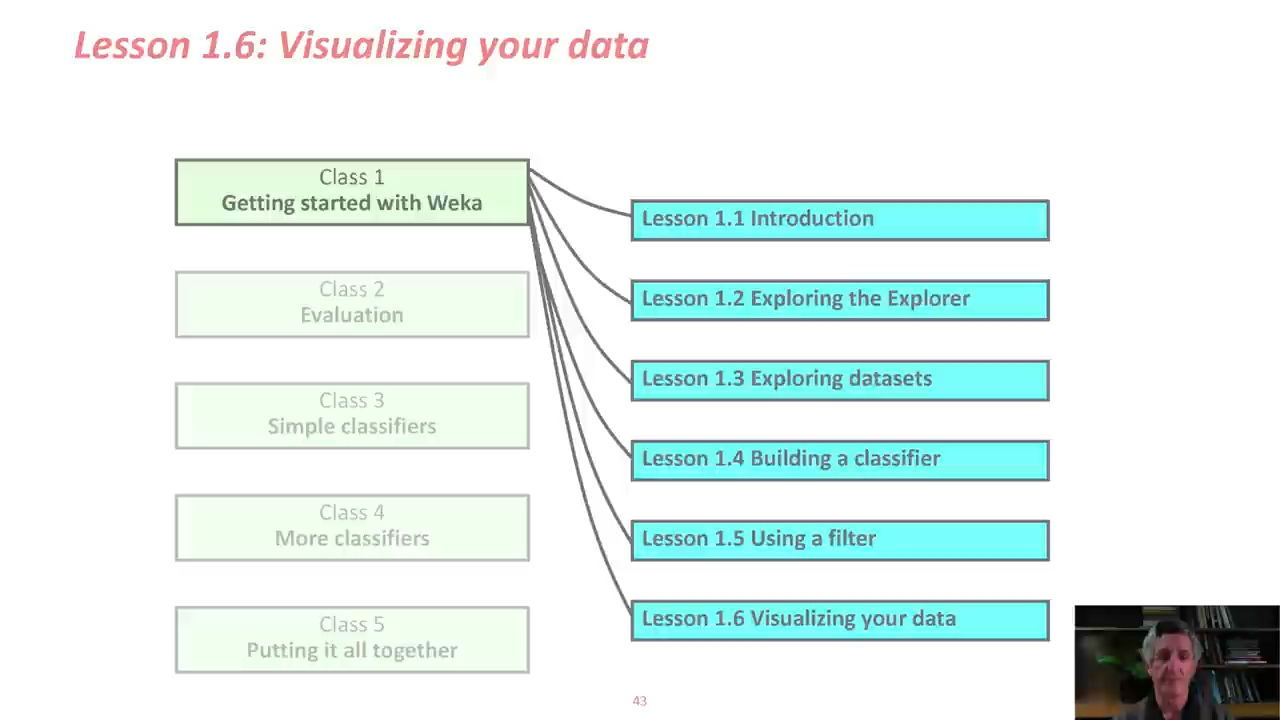 Lesson 1.6: Visualizing your data
Class 1
Getting started with Weka
Class 2
Evaluation
Class 3
Simple classifiers
Class 4
More classifiers
Class 5
Putting it all together
Lesson 1.1 Introduction
Lesson 1.2 Exploring the Explorer
Lesson 1.3 Exploring datasets
Lesson 1.4 Building a classifier
Lesson 1.5 Using a filter
Lesson 1.6 Visualizing your data
43